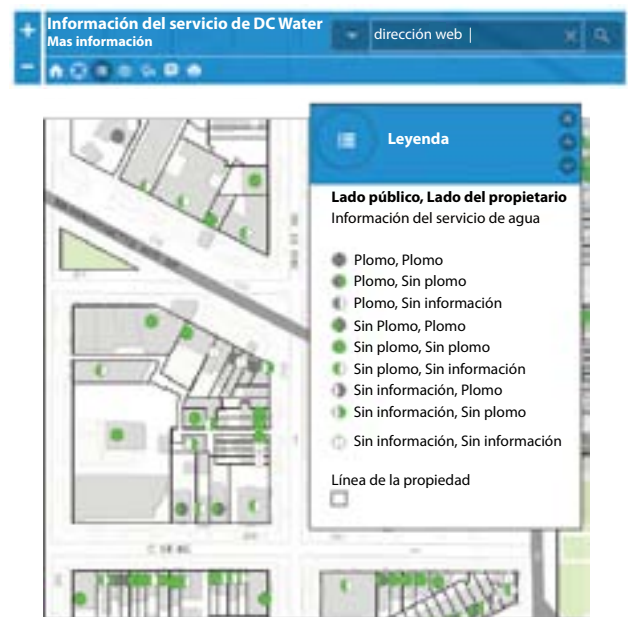 Información del servicio de DC Water
Mas información
dirección web
Leyenda
Lado público, Lado del propietario
Información del servicio de agua
Plomo, Plomo
Plomo, Sin plomo
Plomo, Sin información
Sin Plomo, Plomo
Sin plomo, Sin plomo
Sin plomo, Sin información
Sin información, Plomo
Sin información, Sin plomo
Sin información, Sin información
Línea de la propiedad